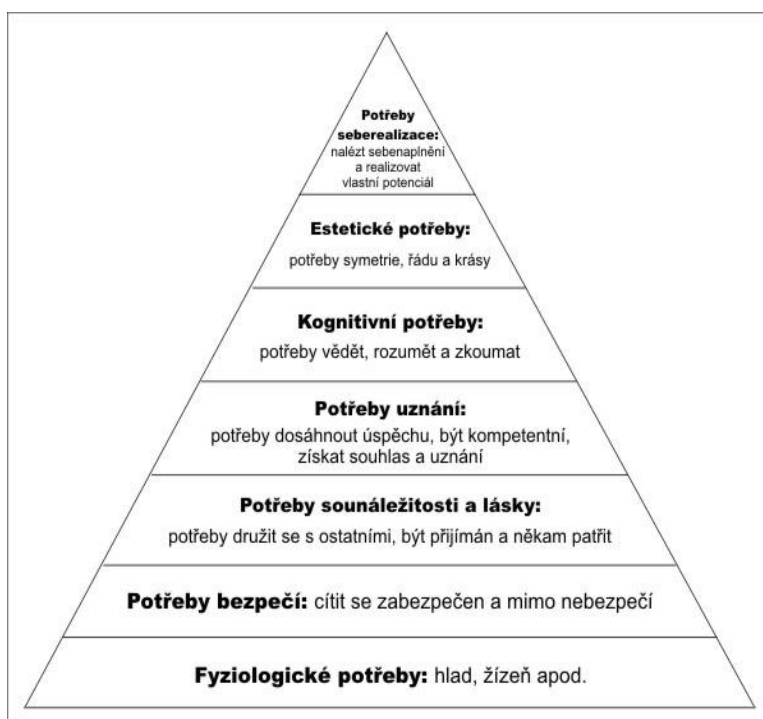 Potřeby
seberealizace:
nalézt sebenaplnění
a realizovat
vlastní potenciál
Estetické potřeby:
potřeby symetrie, řádu a krásy
Kognitivní potřeby:
potřeby vědět, rozumět a zkoumat
Potřeby uznání:
potřeby dosáhnout úspěchu, být kompetentní,
získat souhlas a uznání
Potřeby sounáležitosti a lásky:
potřeby družit se s ostatními, být přijímán a někam patřit
Potřeby bezpečí: cítit se zabezpečen a mimo nebezpečí
Fyziologické potřeby: hlad, žízeň apod.